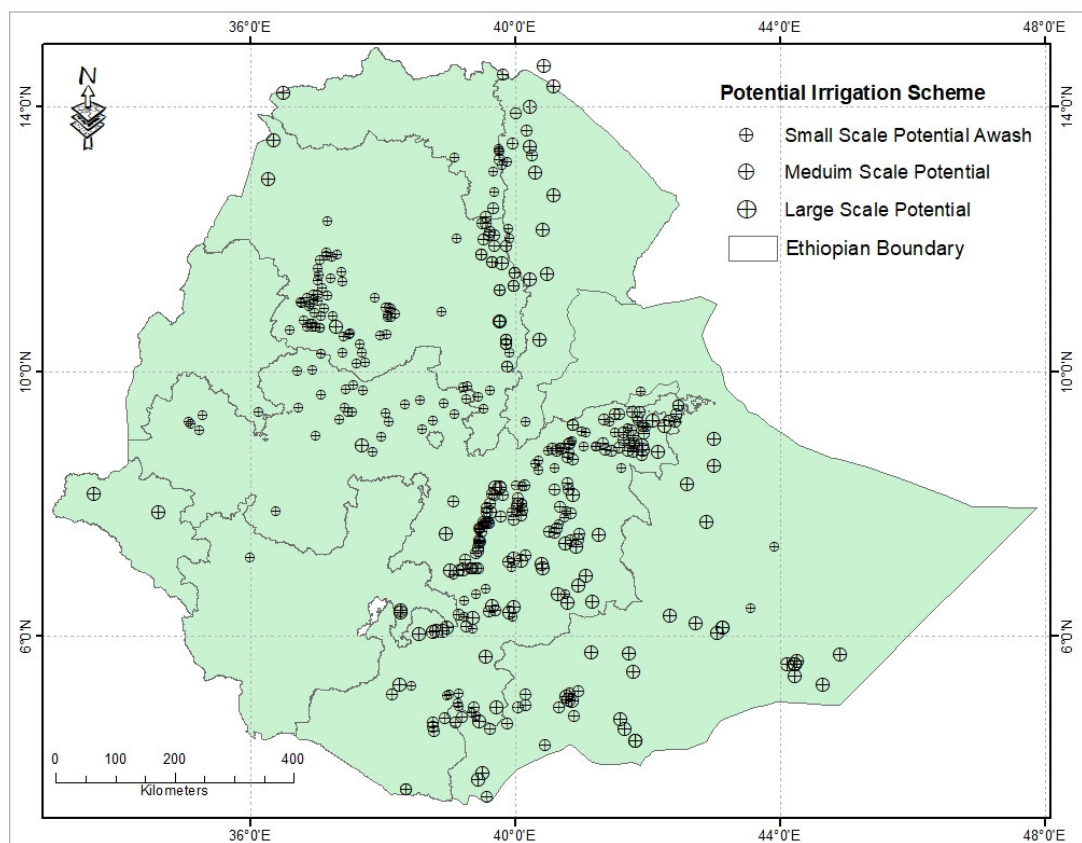 36°0'E 40°0'E 44°0'E 48°0'E
N
Potential Irrigation Scheme
14°0'N 14°0'N
Small Scale Potential Awash
Meduim Scale Potential
Large Scale Potential
Ethiopian Boundary
10°0'N 10°0'N
6°0'N 6°0'N
0 100 200 400
Kilometers
36°0'E 40°0'E 44°0'E 48°0'E